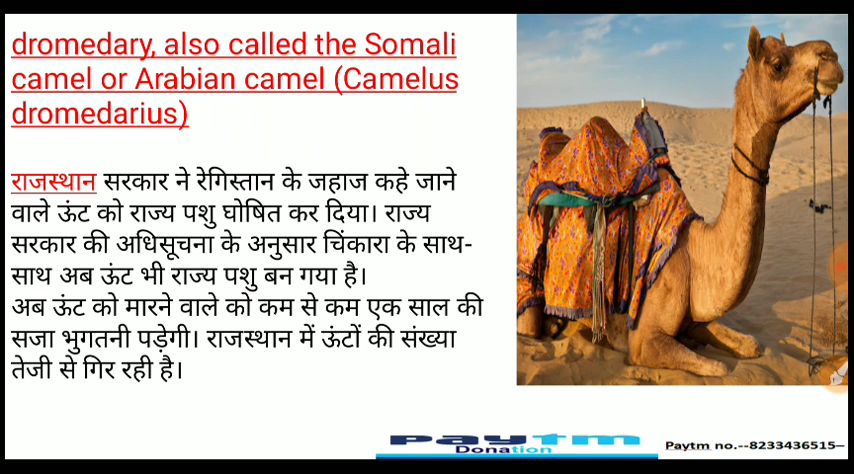 dromedary, also called the Somali
camel or Arabian camel (Camelus
dromedarius)
राजस्थान सरकार ने रेगिस्तान के जहाज कहे जाने
वाले ऊंट को राज्य पशु घोषित कर दिया। राज्य
सरकार की अधिसूचना के अनुसार चिंकारा के साथ-
साथ अब ऊंट भी राज्य पशु बन गया है।
अब ऊंट को मारने वाले को कम से कम एक साल की
सजा भुगतनी पड़ेगी। राजस्थान में ऊंटों की संख्या
तेजी से गिर रही है।
paytm
Donation
Paytm no.--8233436515–